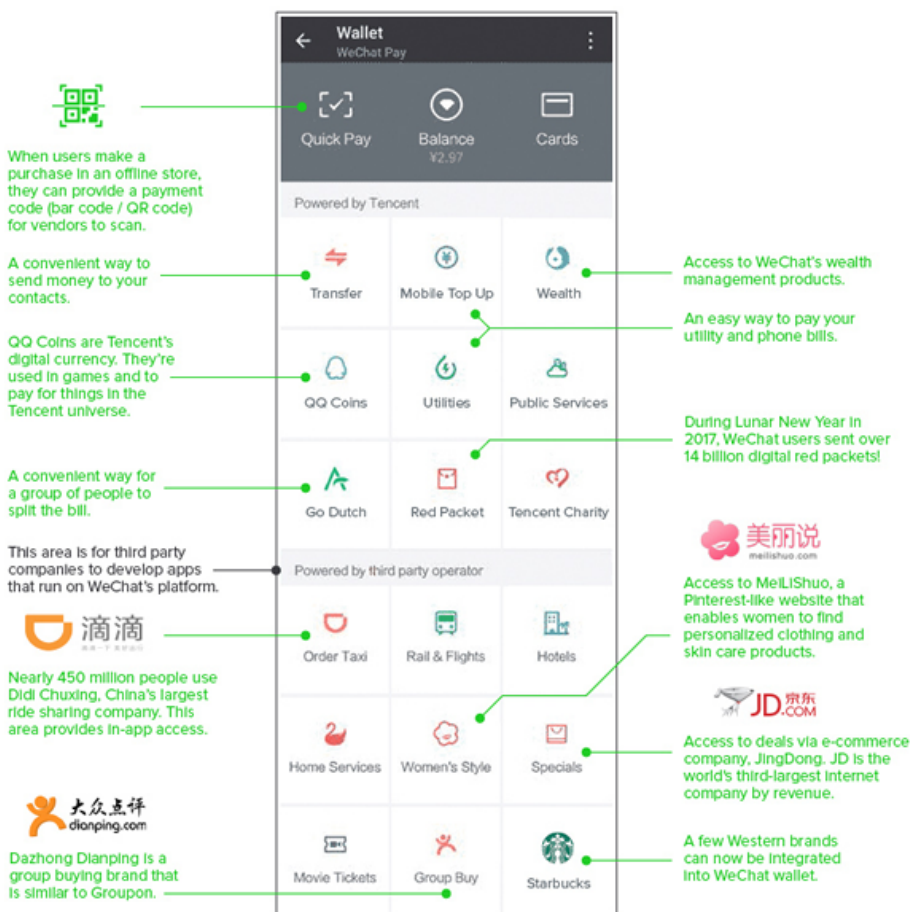 Wallet
WeChat Pay
Quick Pay
Balance
Cards
¥2.97
When users make a
purchase in an offline store,
they can provide a payment
code (bar code / QR code)
for vendors to scan.
Powered by Tencent
A convenient way to
send money to your
contacts.
Transfer
Mobile Top Up
Wealth
Access to WeChat's wealth
management products.
An easy way to pay your
utility and phone bills.
QQ Coins are Tencent's
digital currency. They're
used in games and to
pay for things in the
Tencent universe.
QQ Coins
Utilities
Public Services
During Lunar New Year in
2017, WeChat users sent over
14 billion digital red packets!
A convenient way for
a group of people to
split the bill.
Go Dutch
Red Packet
Tencent Charity
This area is for third party
companies to develop apps
that run on WeChat's platform.
Powered by third party operator
美丽说
meilishuo.com
Access to MeiLiShuo, a
Pinterest-like website that
enables women to find
personalized clothing and
skin care products.
滴滴
Nearly 450 million people use
Didi Chuxing, China's largest
ride sharing company. This
area provides in-app access.
Order Taxi
Rail & Flights
Hotels
JD京东
.COM
Access to deals via e-commerce
company, JingDong. JD is the
world's third-largest internet
company by revenue.
Home Services
Women's Style
Specials
大众点评
dianping.com
Dazhong Dianping is a
group buying brand that
is similar to Groupon.
Movie Tickets
Group Buy
Starbucks
A few Western brands
can now be integrated
into WeChat wallet.